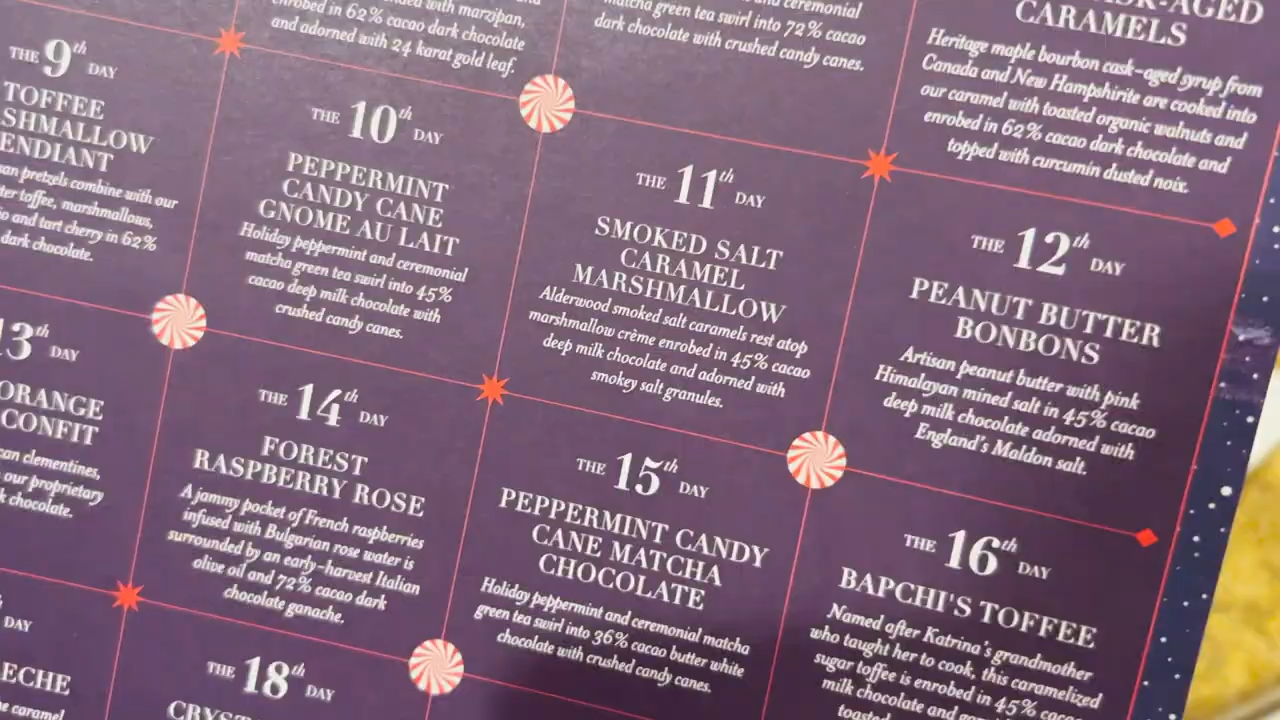 with marzipan,
enrobed in 62% cacao dark chocolate
and adorned with 24 karat gold leaf.
and ceremonial
matcha green tea swirl into 72% cacao
dark chocolate with crushed candy canes.
CARAMELS
Heritage maple bourbon cask-aged syrup from
Canada and New Hampshirite are cooked into
our caramel with toasted organic walnuts and
enrobed in 62% cacao dark chocolate and
topped with curcumin dusted noix.
THE 9th DAY
TOFFEE
pretzels combine with our
toffee, marshmallows,
and tart cherry in 62%
dark chocolate.
THE 10th DAY
PEPPERMINT
CANDY CANE
GNOME AU LAIT
Holiday peppermint and ceremonial
matcha green tea swirl into 45%
cacao deep milk chocolate with
crushed candy canes.
THE 11th DAY
SMOKED SALT
CARAMEL
MARSHMALLOW
Alderwood smoked salt caramels rest atop
marshmallow crème enrobed in 45% cacao
deep milk chocolate and adorned with
smokey salt granules.
THE 12th DAY
PEANUT BUTTER
BONBONS
Artisan peanut butter with pink
Himalayan mined salt in 45% cacao
deep milk chocolate adorned with
England's Maldon salt.
13th DAY
ORANGE
CONFIT
clementines,
our proprietary
chocolate.
THE 14th DAY
FOREST
RASPBERRY ROSE
A jammy pocket of French raspberries
infused with Bulgarian rose water is
surrounded by an early-harvest Italian
olive oil and 72% cacao dark
chocolate ganache.
THE 15th DAY
PEPPERMINT CANDY
CANE MATCHA
CHOCOLATE
Holiday peppermint and ceremonial matcha
green tea swirl into 36% cacao butter white
chocolate with crushed candy canes.
THE 16th DAY
BAPCHI'S TOFFEE
Named after Katrina's grandmother
who taught her to cook, this caramelized
sugar toffee is enrobed in 45% cacao
milk chocolate and
toasted
DAY
caramel
THE 18th DAY